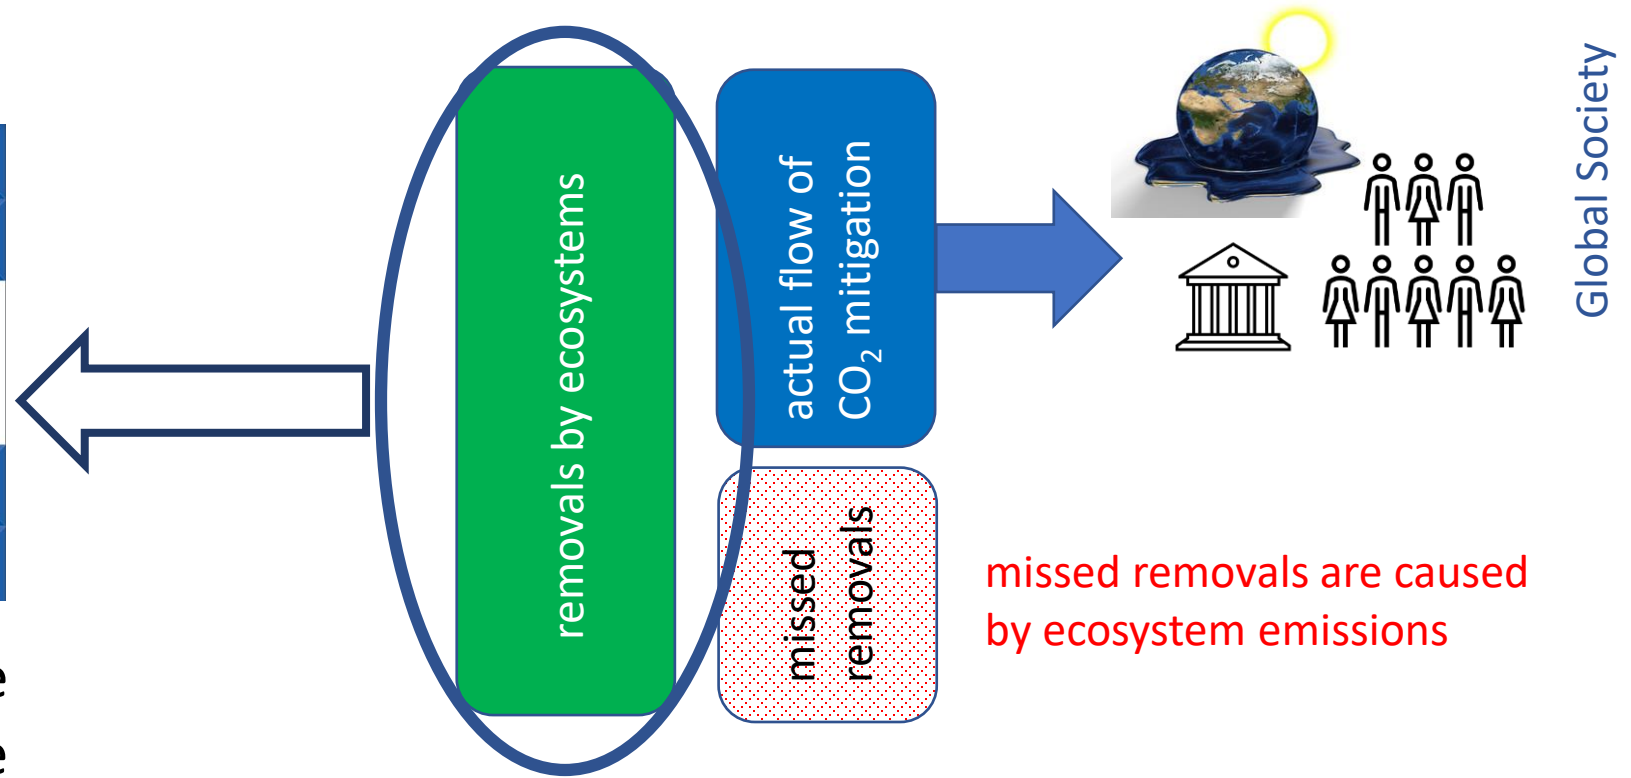 removals by ecosystems
actual flow of
CO₂ mitigation
missed
removals
missed removals are caused
by ecosystem emissions
Global Society
e
e